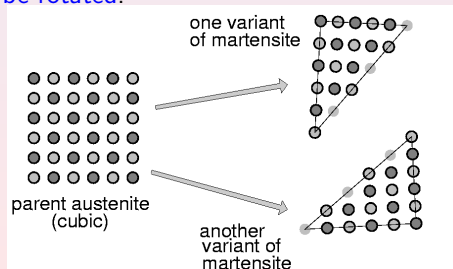 be rotated.
one variant
of martensite
parent austenite
(cubic)
another
variant of
martensite